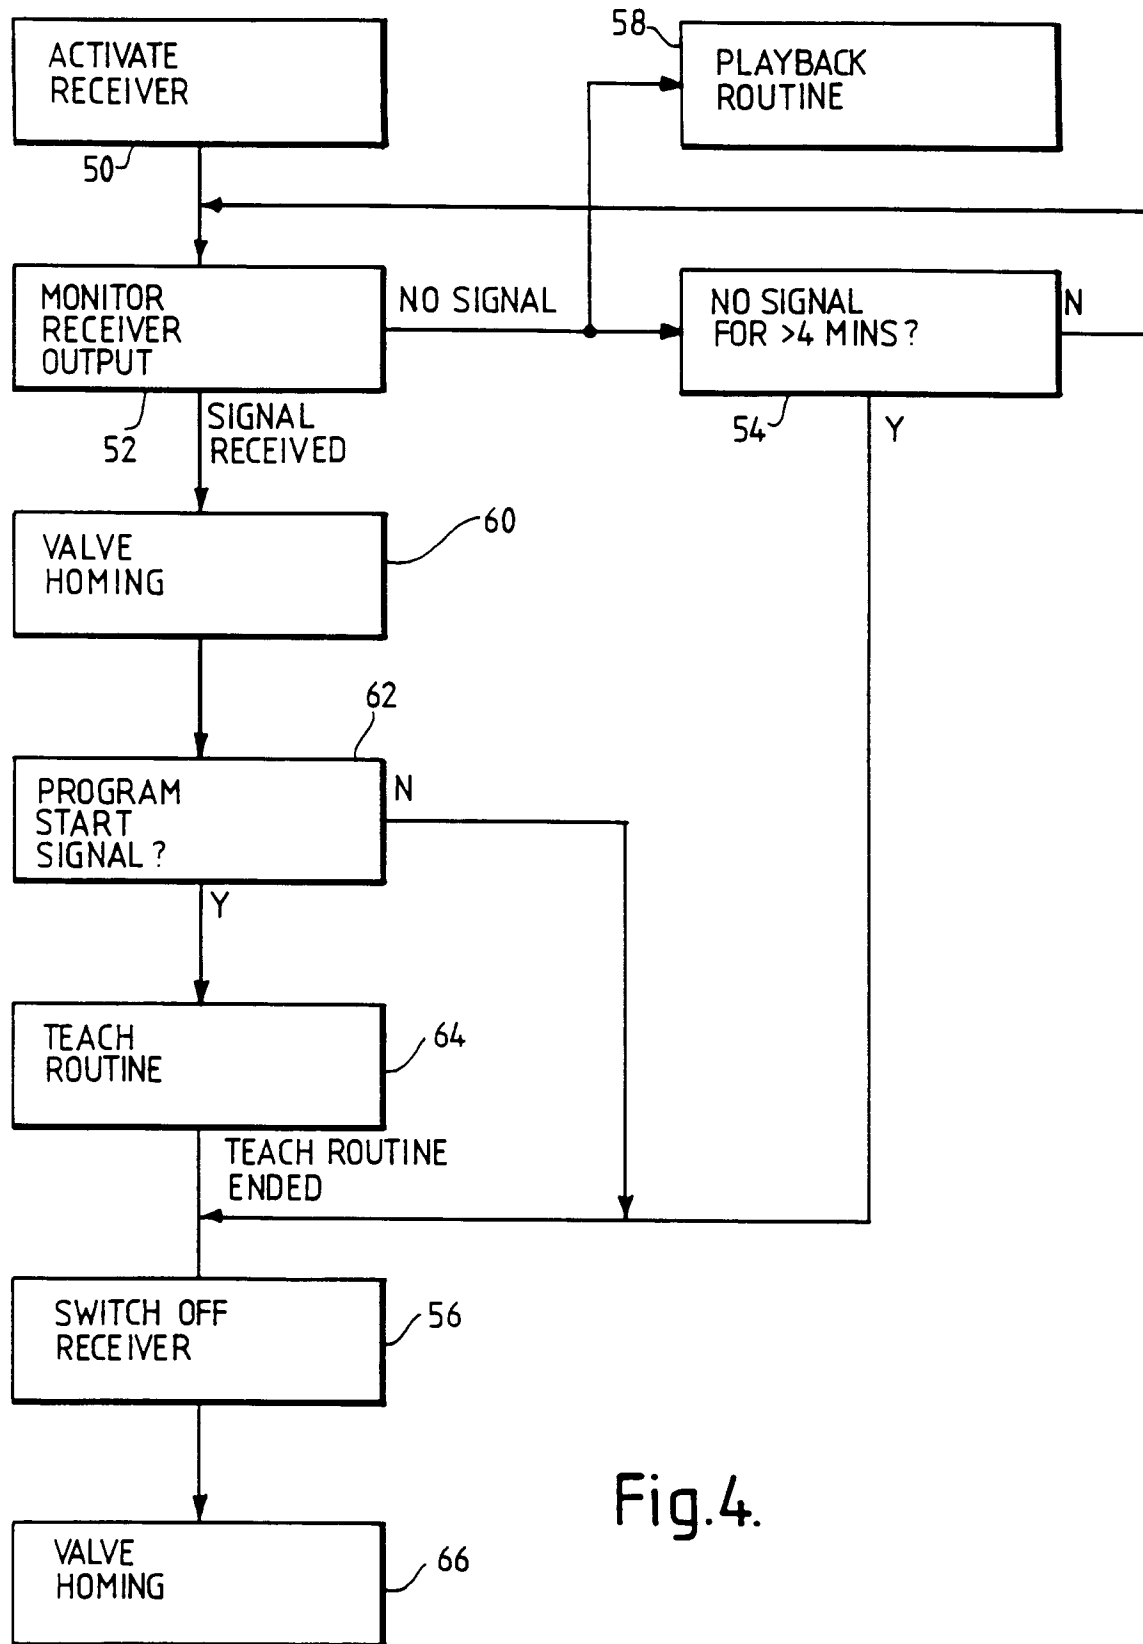 ACTIVATE
RECEIVER
50
58
PLAYBACK
ROUTINE
MONITOR
RECEIVER
OUTPUT
52
NO SIGNAL
NO SIGNAL
FOR >4 MINS?
54
N
Y
SIGNAL
RECEIVED
VALVE
HOMING
60
62
PROGRAM
START
SIGNAL?
N
Y
TEACH
ROUTINE
64
TEACH ROUTINE
ENDED
SWITCH OFF
RECEIVER
56
VALVE
HOMING
66
Fig.4.